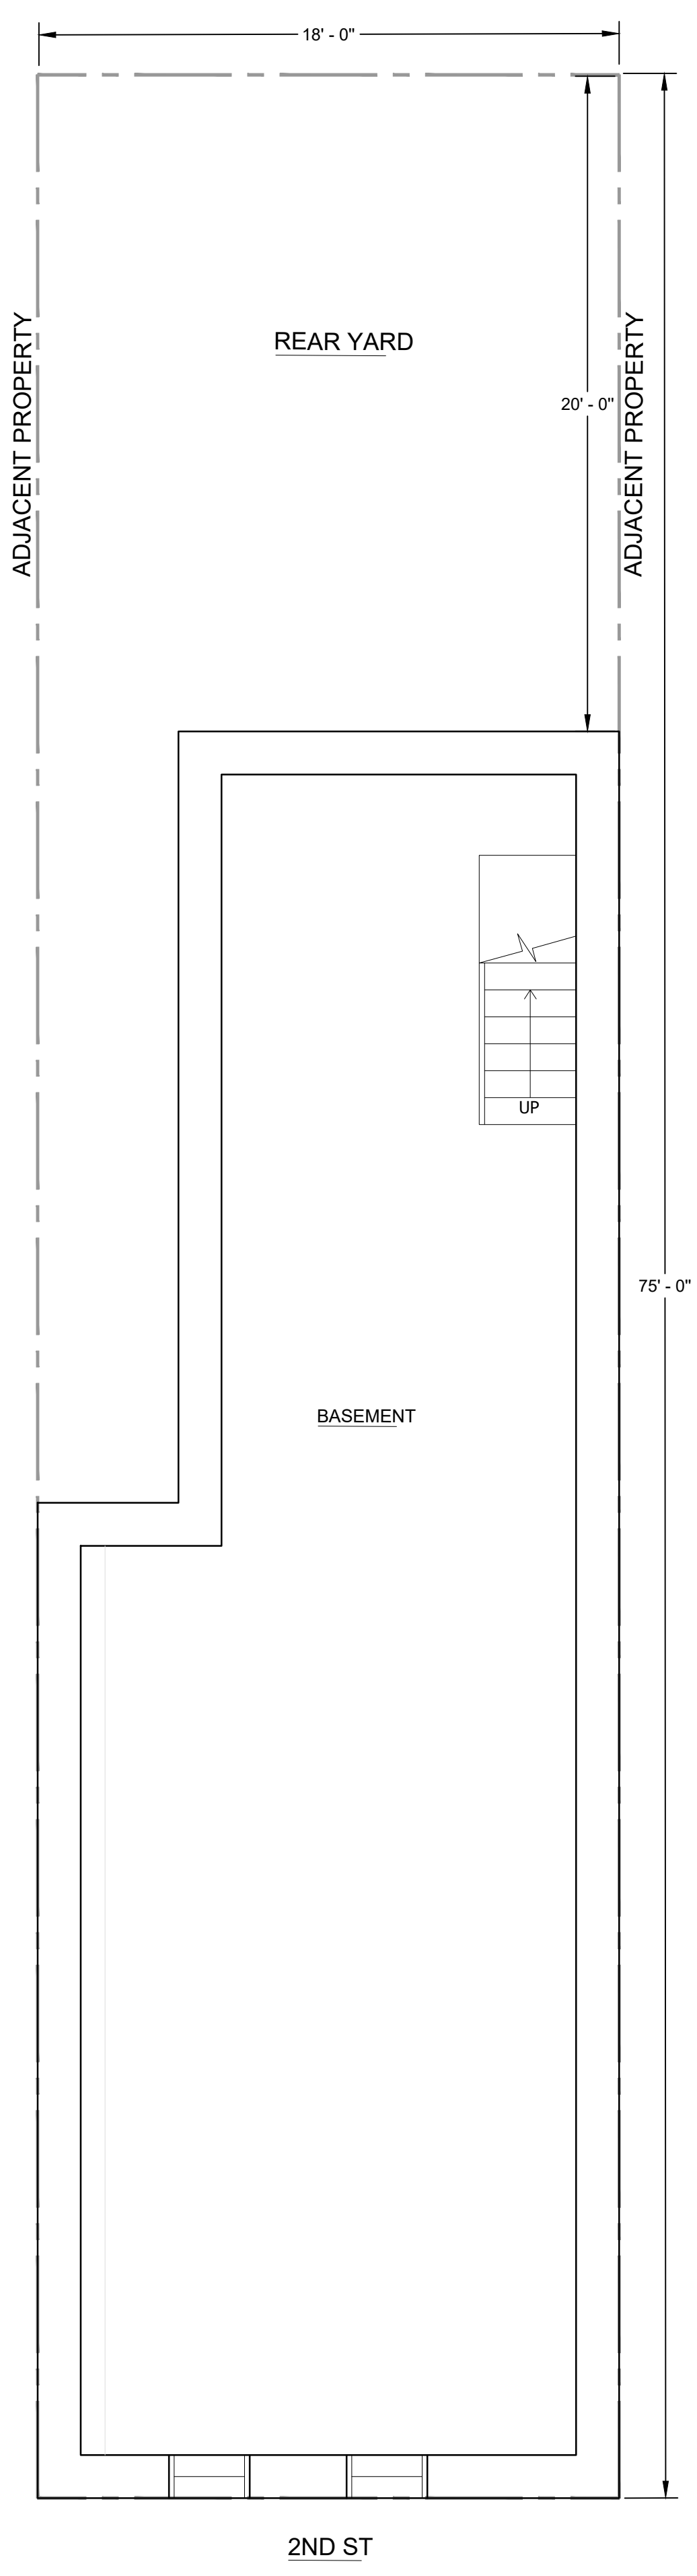 18' - 0"
REAR YARD
ADJACENT PROPERTY
ADJACENT PROPERTY
20' - 0"
UP
75' - 0"
BASEMENT
2ND ST